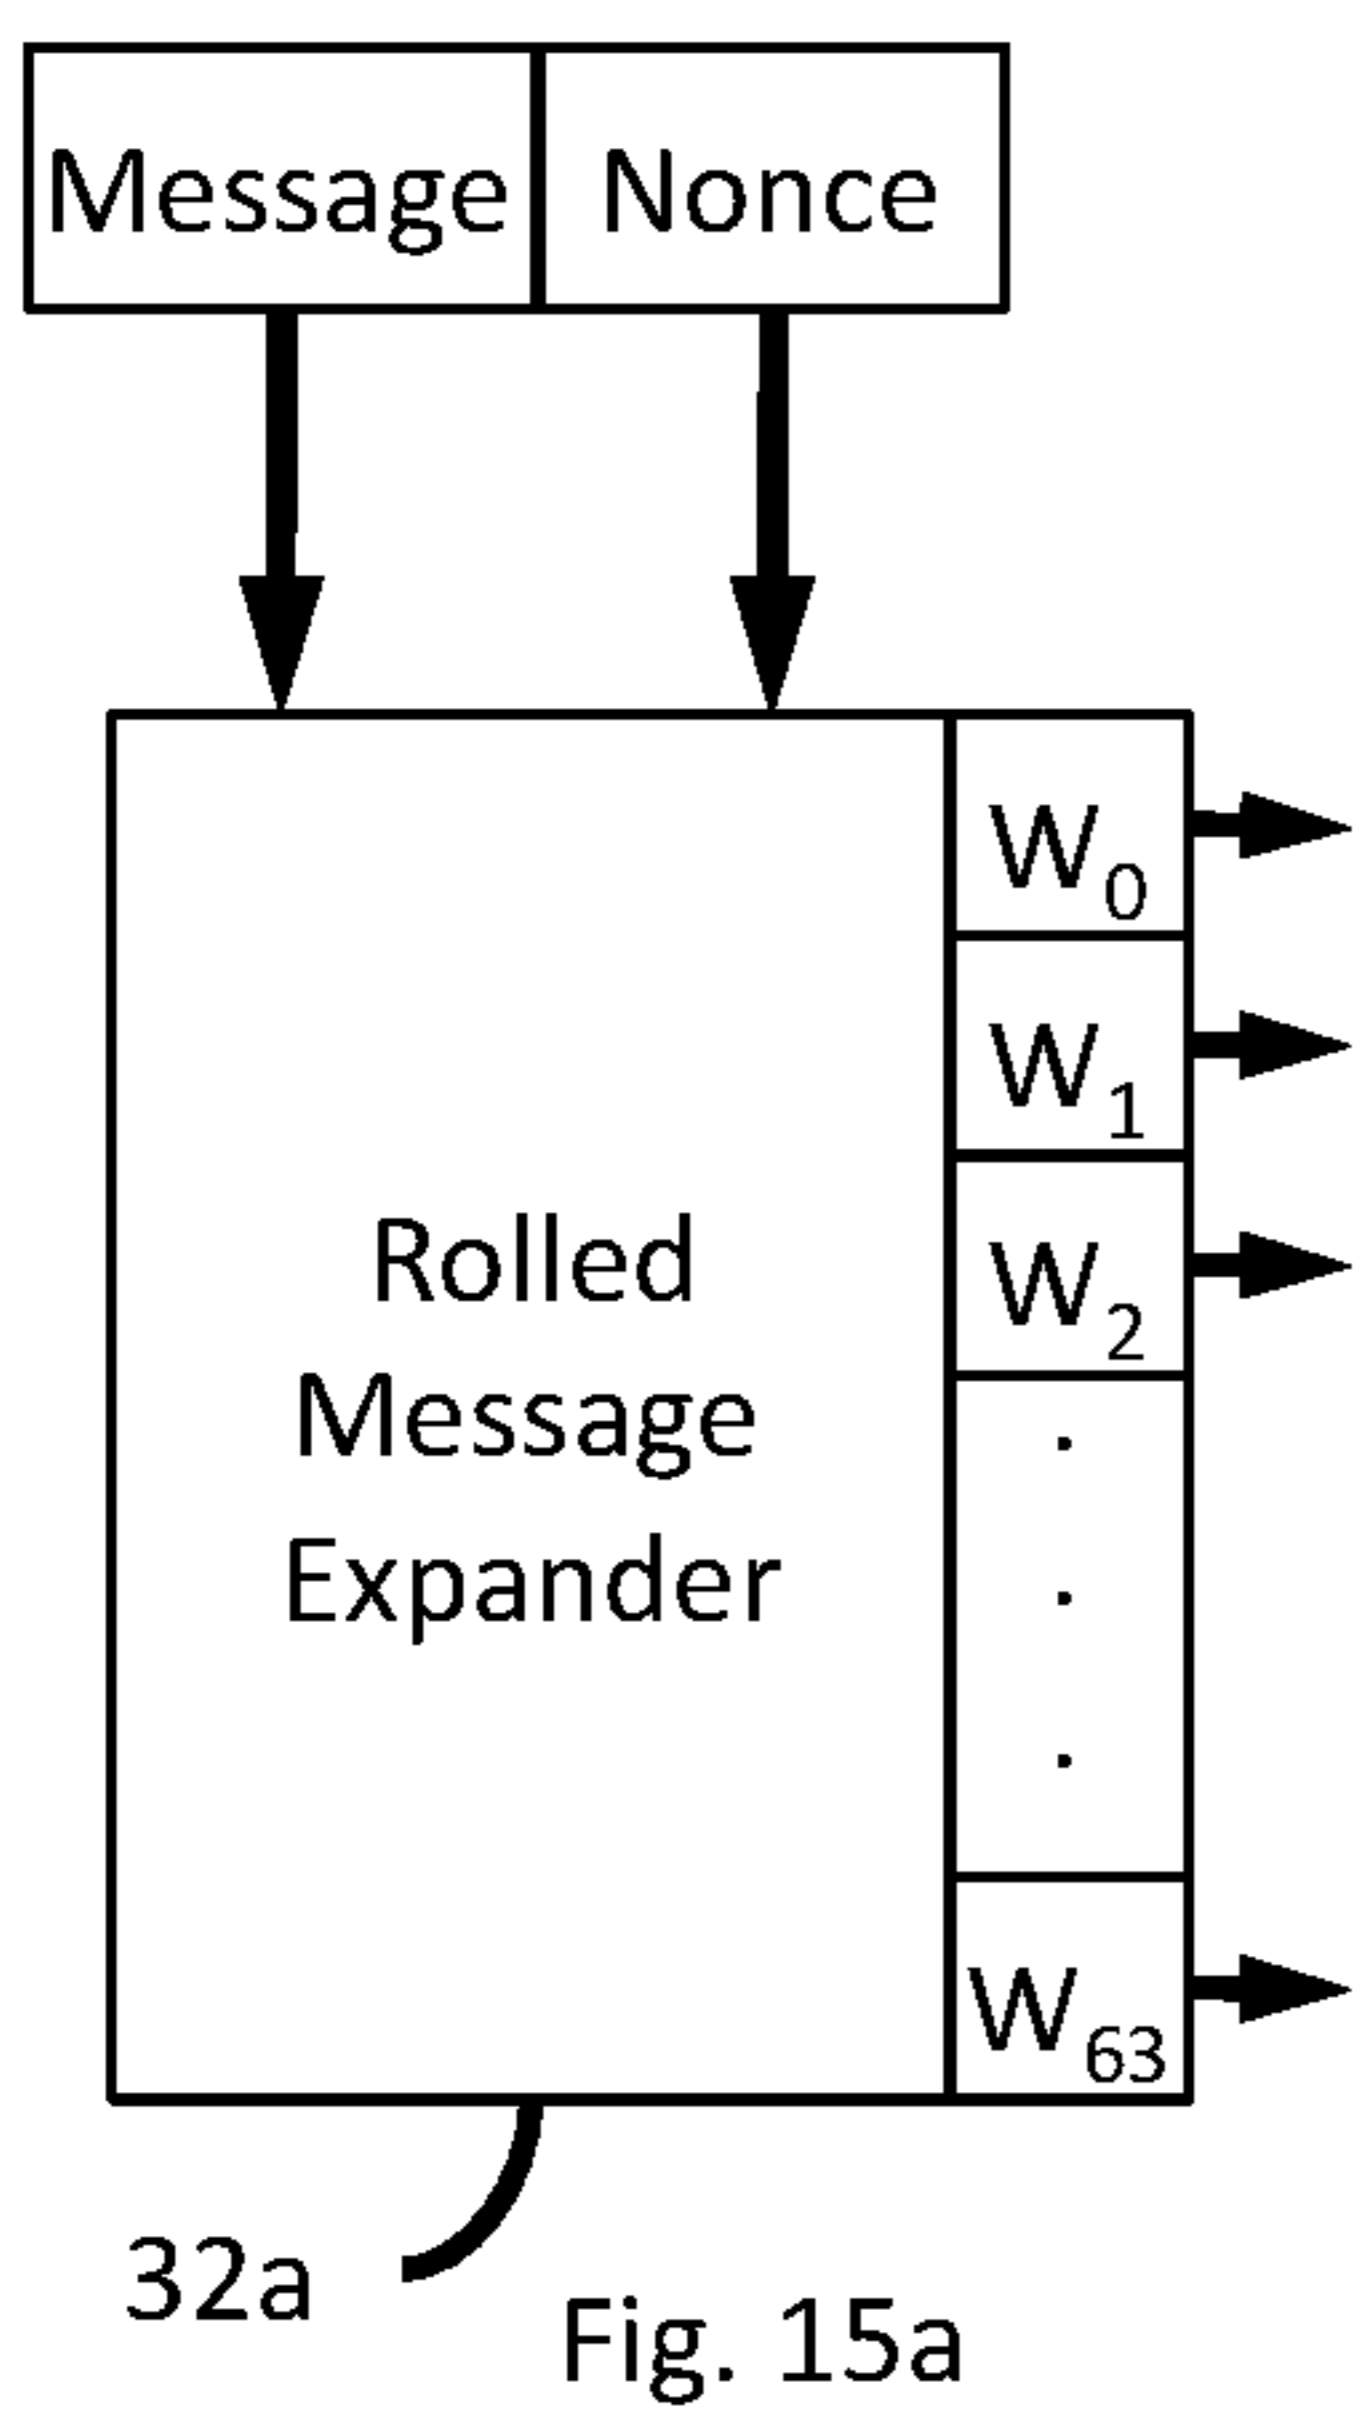 Message Nonce
W0
W1
W2
.
.
.
W63
Rolled
Message
Expander
32a
Fig. 15a